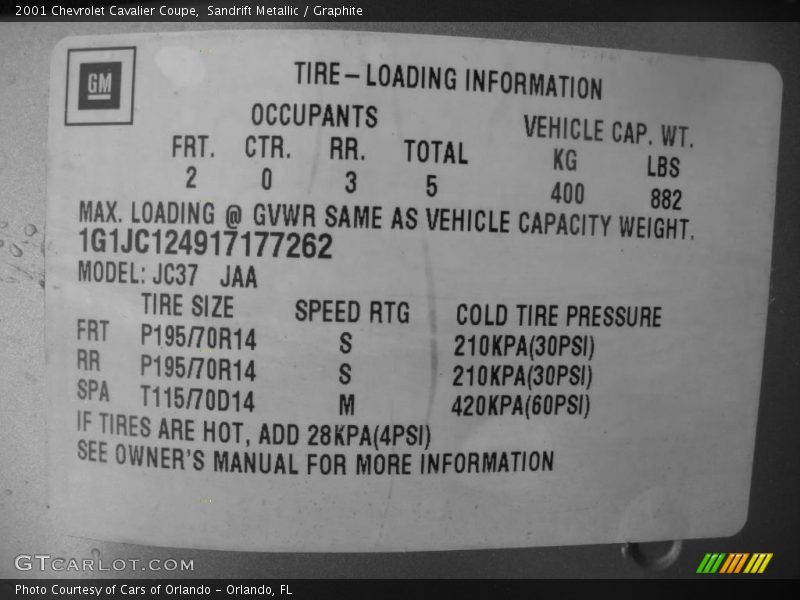 2001 Chevrolet Cavalier Coupe, Sandrift Metallic / Graphite
GM
TIRE-LOADING INFORMATION
OCCUPANTS VEHICLE CAP. WT.
FRT. CTR. RR. TOTAL KG LBS
2 0 3 5 400 882
MAX. LOADING @ GVWR SAME AS VEHICLE CAPACITY WEIGHT.
1G1JC124917177262
MODEL: JC37 JAA
TIRE SIZE SPEED RTG COLD TIRE PRESSURE
FRT P195/70R14 S 210KPA(30PSI)
RR P195/70R14 S 210KPA(30PSI)
SPA T115/70D14 M 420KPA(60PSI)
IF TIRES ARE HOT, ADD 28KPA(4PSI)
SEE OWNER'S MANUAL FOR MORE INFORMATION
GTCARLOT.COM
Photo Courtesy of Cars of Orlando - Orlando, FL